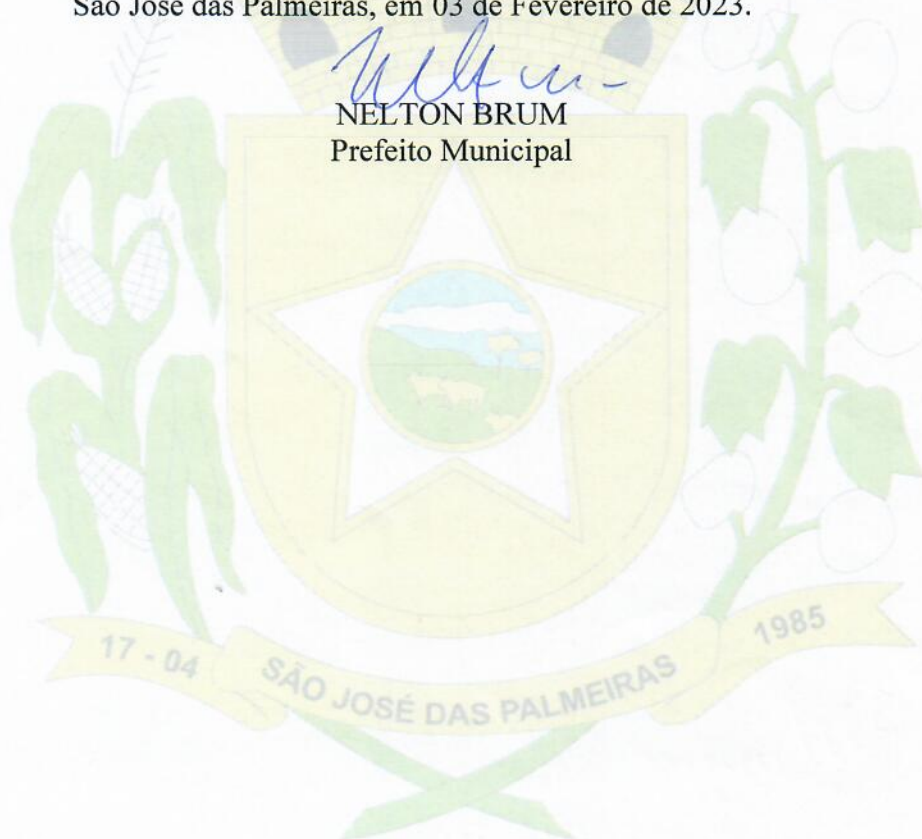 São José das Palmeiras, em 03 de Fevereiro de 2023.
NELTON BRUM
Prefeito Municipal
17 - 04
SÃO JOSÉ DAS PALMEIRAS
1985